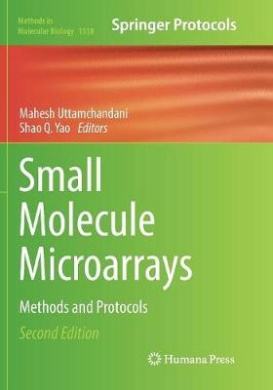 Methods in
Molecular Biology 1518
Springer Protocols
Mahesh Uttamchandani
Shao Q. Yao Editors
Small
Molecule
Microarrays
Methods and Protocols
Second Edition
Humana Press